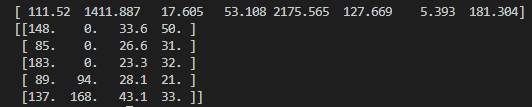 [ 111.52 1411.887 17.605 53.108 2175.565 127.669 5.393 181.304]
[[148. 0. 33.6 50. ]
[ 85. 0. 26.6 31. ]
[183. 0. 23.3 32. ]
[ 89. 94. 28.1 21. ]
[137. 168. 43.1 33. ]]